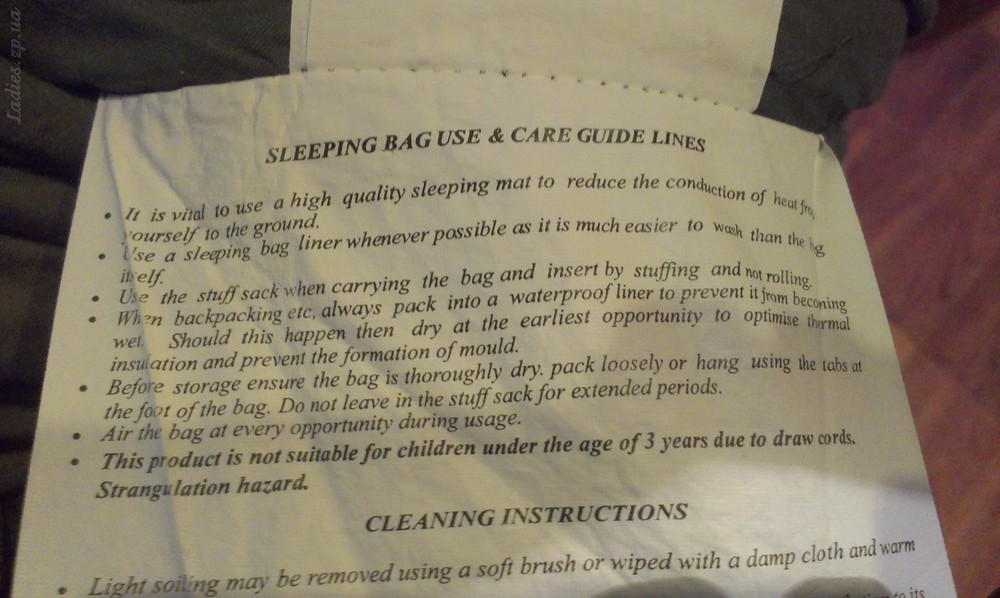 Ladies.zp.ua
SLEEPING BAG USE & CARE GUIDE LINES
• It is vital to use a high quality sleeping mat to reduce the conduction of heat from
yourself to the ground.
• Use a sleeping bag liner whenever possible as it is much easier to wash than the bag
itself.
• Use the stuff sack when carrying the bag and insert by stuffing and not rolling.
• When backpacking etc, always pack into a waterproof liner to prevent it from becoming
wet. Should this happen then dry at the earliest opportunity to optimise thermal
insulation and prevent the formation of mould.
• Before storage ensure the bag is thoroughly dry. pack loosely or hang using the tabs at
the foot of the bag. Do not leave in the stuff sack for extended periods.
• Air the bag at every opportunity during usage.
• This product is not suitable for children under the age of 3 years due to draw cords.
Strangulation hazard.
CLEANING INSTRUCTIONS
• Light soiling may be removed using a soft brush or wiped with a damp cloth and warm
to its